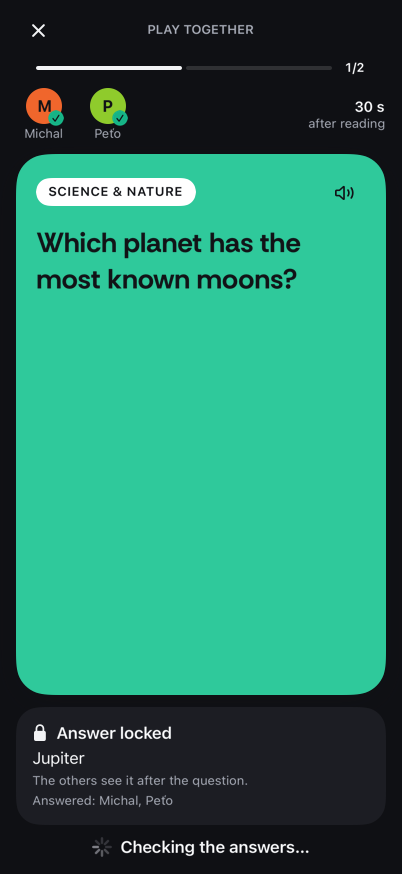 PLAY TOGETHER
1/2
M
P
Michal
Peťo
30 s
after reading
SCIENCE & NATURE
Which planet has the
most known moons?
Answer locked
Jupiter
The others see it after the question.
Answered: Michal, Peťo
Checking the answers...